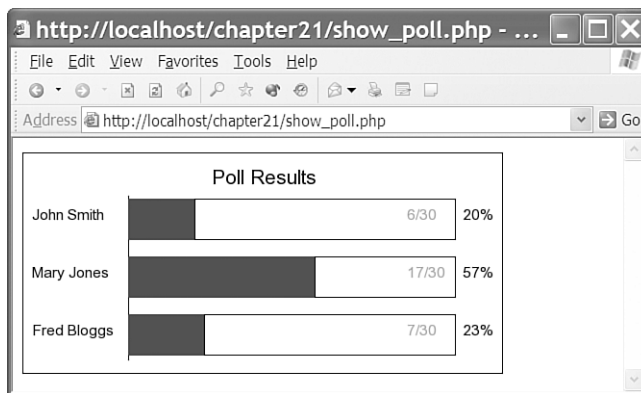 http://localhost/chapter21/show_poll.php - ...
File Edit View Favorites Tools Help
Address http://localhost/chapter21/show_poll.php Go
Poll Results
John Smith 6/30 20%
Mary Jones 17/30 57%
Fred Bloggs 7/30 23%